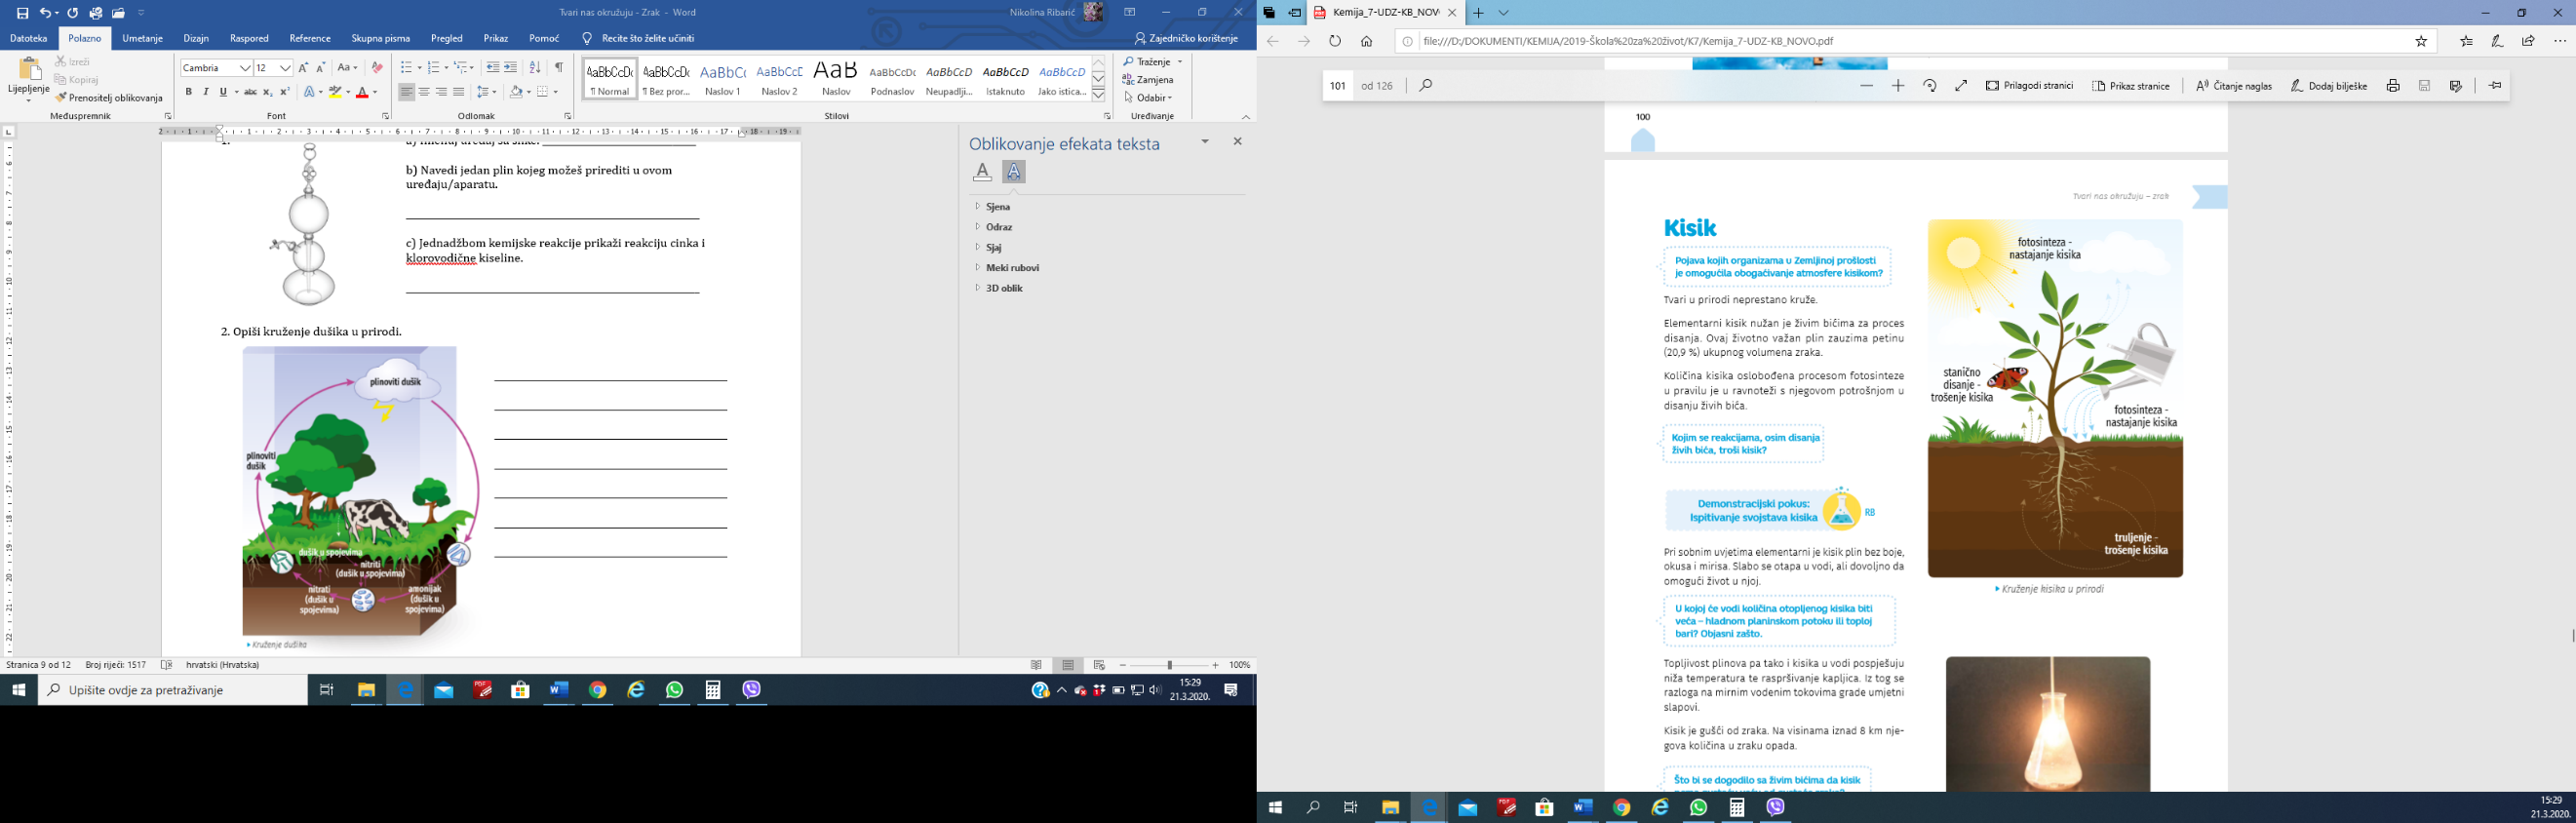 Tvari nas okružuju - Zrak - Word
Nikolina Ribarić
Datoteka Polazno Umetanje Dizajn Raspored Reference Skupna pisma Pregled Prikaz Pomoć Recite što želite učiniti Zajedničko korištenje
Lijepljenje
Izreži
Kopiraj
Prenositelj oblikovanja
Međuspremnik
Cambria 12
Font
Odlomak
¶ Normal ¶ Bez pror... Naslov 1 Naslov 2 Naslov Podnaslov Neupadlji... Istaknuto Jako istica...
Stilovi
Traženje
Zamjena
Odabir
Uređivanje
b) Navedi jedan plin kojeg možeš prirediti u ovom
uređaju/aparatu.
c) Jednadžbom kemijske reakcije prikaži reakciju cinka i
klorovodične kiseline.
2. Opiši kruženje dušika u prirodi.
plinoviti dušik
plinoviti
dušik
dušik u spojevima
nitriti
(dušik u spojevima)
nitrati
(dušik u
spojevima)
amonijak
(dušik u
spojevima)
Kruženje dušika
Oblikovanje efekata teksta
Sjena
Odraz
Sjaj
Meki rubovi
3D oblik
Stranica 9 od 12 Broj riječi: 1517 hrvatski (Hrvatska) 100%
Upišite ovdje za pretraživanje
15:29
21.3.2020.
Kemija_7-UDZ-KB_NOV
file:///D:/DOKUMENTI/KEMIJA/2019-Škola%20za%20život/K7/Kemija_7-UDZ-KB_NOVO.pdf
101 od 126 Prilagodi stranici Prikaz stranice Čitanje naglas Dodaj bilješke
100
Tvari nas okružuju – zrak
Kisik
Pojava kojih organizama u Zemljinoj prošlosti
je omogućila obogaćivanje atmosfere kisikom?
Tvari u prirodi neprestano kruže.
Elementarni kisik nužan je živim bićima za proces
disanja. Ovaj životno važan plin zauzima petinu
(20,9 %) ukupnog volumena zraka.
Količina kisika oslobođena procesom fotosinteze
u pravilu je u ravnoteži s njegovom potrošnjom u
disanju živih bića.
Kojim se reakcijama, osim disanja
živih bića, troši kisik?
Demonstracijski pokus:
Ispitivanje svojstava kisika
RB
Pri sobnim uvjetima elementarni je kisik plin bez boje,
okusa i mirisa. Slabo se otapa u vodi, ali dovoljno da
omogući život u njoj.
U kojoj će vodi količina otopljenog kisika biti
veća – hladnom planinskom potoku ili toploj
bari? Objasni zašto.
Topljivost plinova pa tako i kisika u vodi pospješuju
niža temperatura te raspršivanje kapljica. Iz tog se
razloga na mirnim vodenim tokovima grade umjetni
slapovi.
Kisik je gušći od zraka. Na visinama iznad 8 km nje-
gova količina u zraku opada.
Što bi se dogodilo sa živim bićima da kisik
fotosinteza -
nastajanje kisika
stanično
disanje -
trošenje kisika
fotosinteza -
nastajanje kisika
truljenje -
trošenje kisika
Kruženje kisika u prirodi
15:29
21.3.2020.